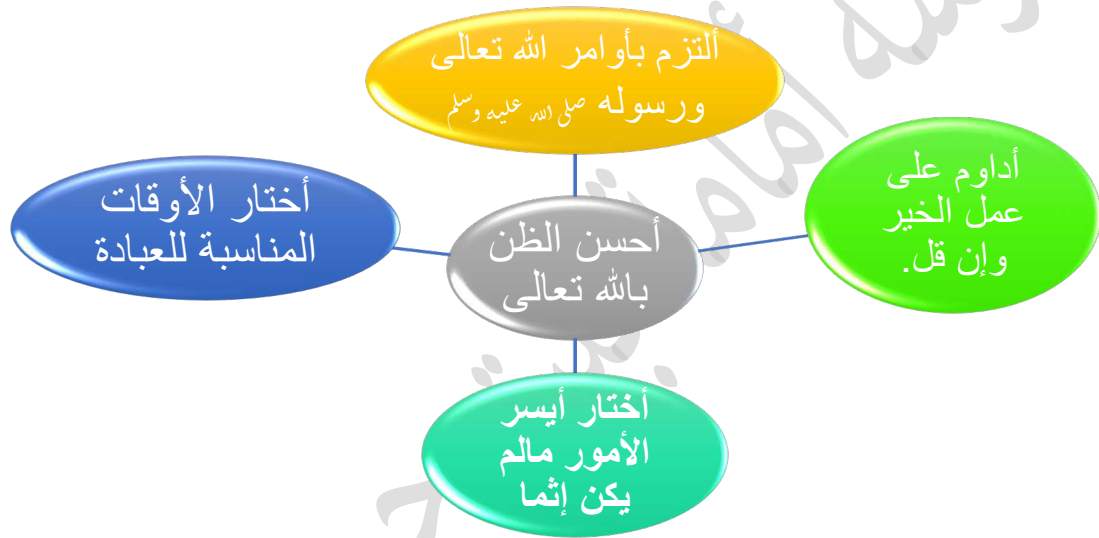 ألتزم بأوامر الله تعالى
ورسوله صلى الله عليه وسلم
أداوم على
عمل الخير
وإن قل.
أحسن الظن
بالله تعالى
أختار الأوقات
المناسبة للعبادة
أختار أيسر
الأمور مالم
يكن إثما